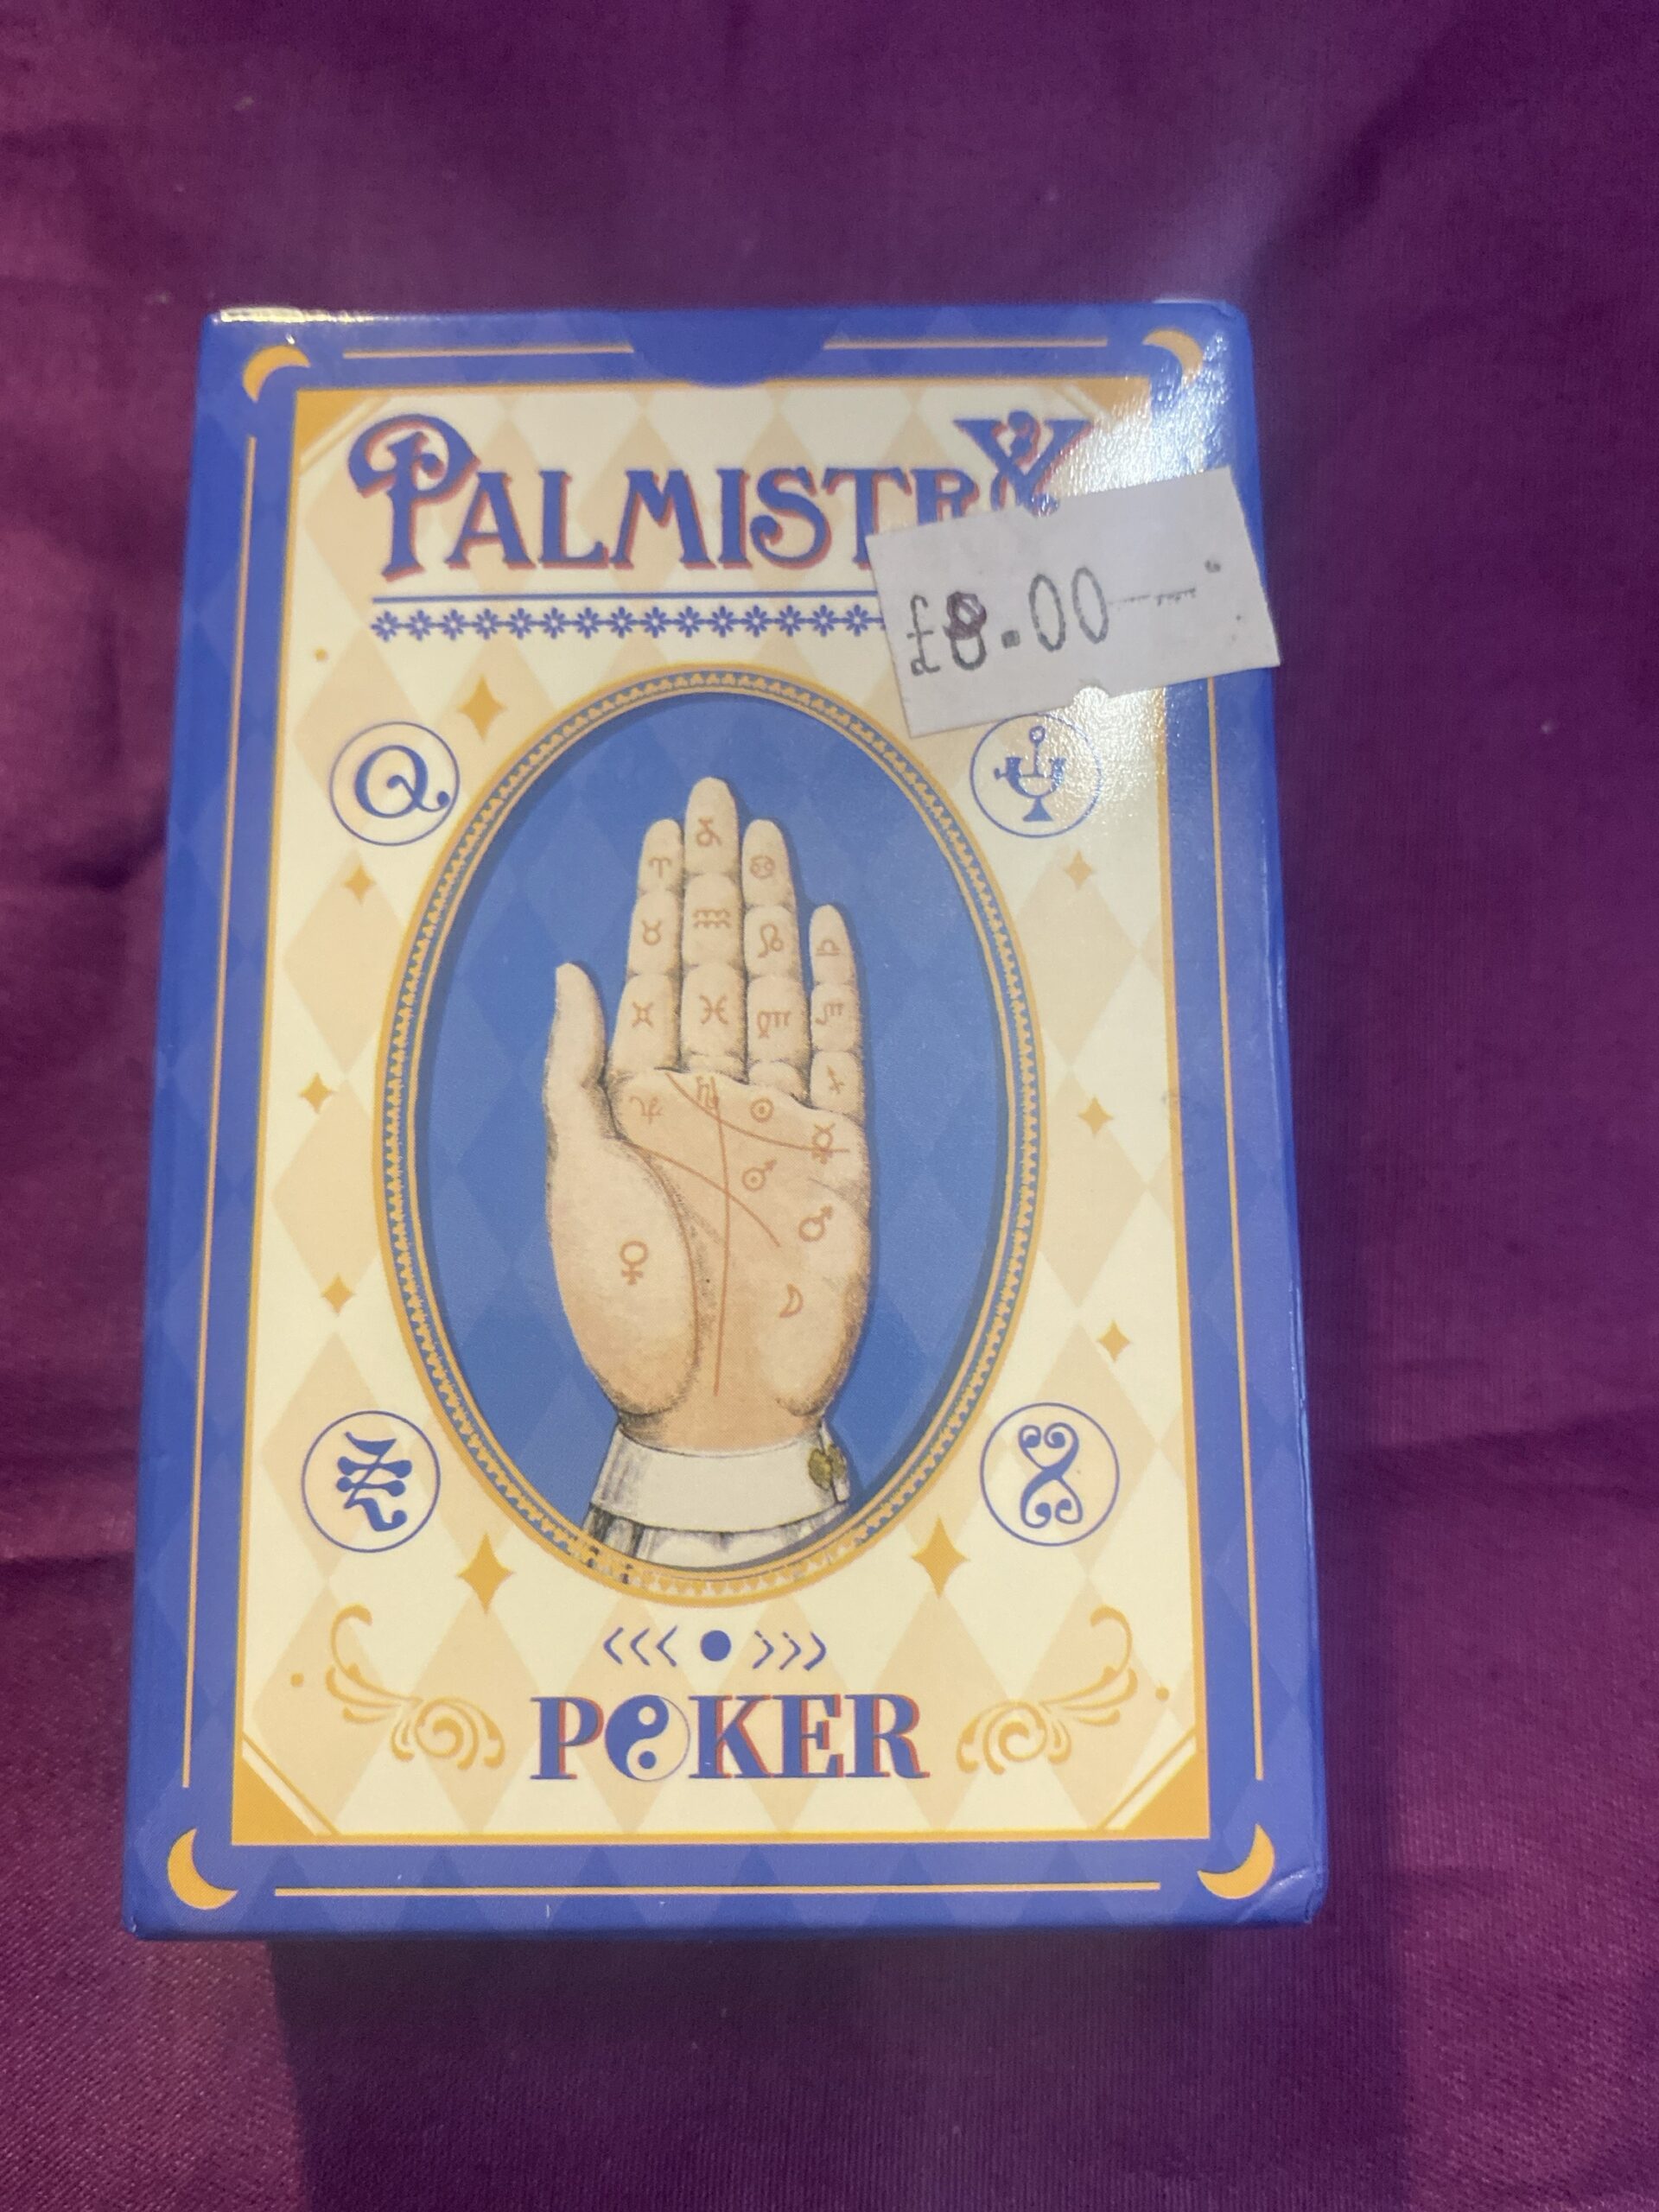 PALMISTRY
£8.00
Q
<<< ● >>>
POKER